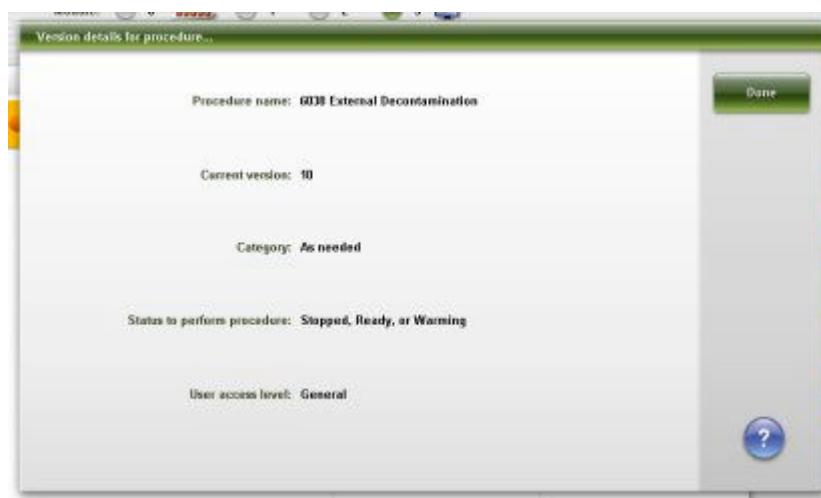 Version details for procedure...
Procedure name: 6038 External Decontamination
Done
Current version: 10
Category: As needed
Status to perform procedure: Stopped, Ready, or Warming
User access level: General
?